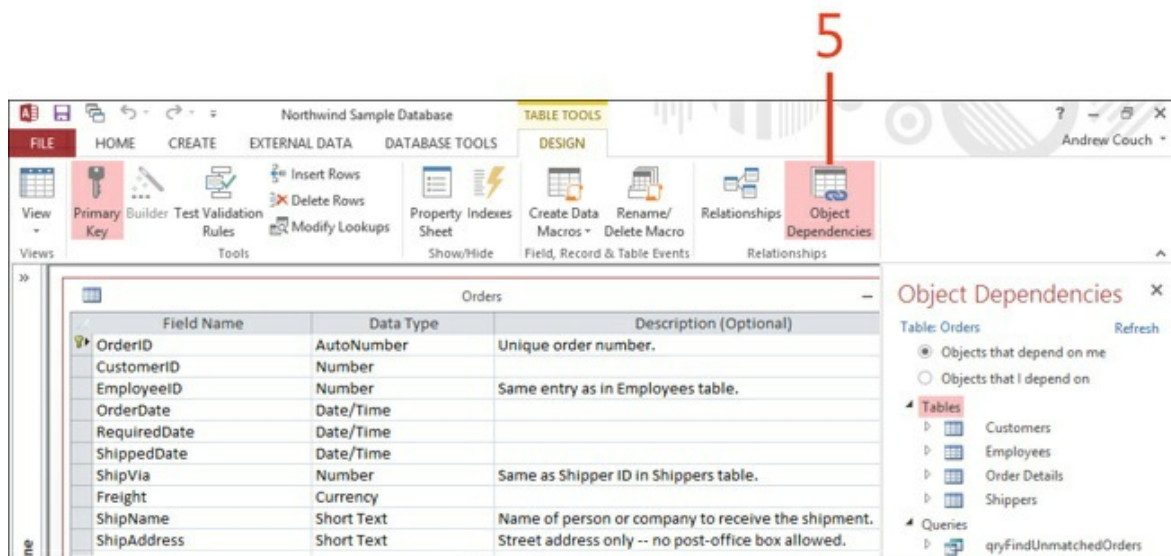 5
Northwind Sample Database TABLE TOOLS ?
FILE HOME CREATE EXTERNAL DATA DATABASE TOOLS DESIGN Andrew Couch
View
Primary Key
Builder
Test Validation Rules
Insert Rows
Delete Rows
Modify Lookups
Property Sheet
Indexes
Create Data Macros
Rename/ Delete Macro
Relationships
Object Dependencies
Views Tools Show/Hide Field, Record & Table Events Relationships
»
Orders
Field Name Data Type Description (Optional)
OrderID AutoNumber Unique order number.
CustomerID Number
EmployeeID Number Same entry as in Employees table.
OrderDate Date/Time
RequiredDate Date/Time
ShippedDate Date/Time
ShipVia Number Same as Shipper ID in Shippers table.
Freight Currency
ShipName Short Text Name of person or company to receive the shipment.
ShipAddress Short Text Street address only -- no post-office box allowed.
Object Dependencies
Table: Orders Refresh
Objects that depend on me
Objects that I depend on
Tables
Customers
Employees
Order Details
Shippers
Queries
qryFindUnmatchedOrders